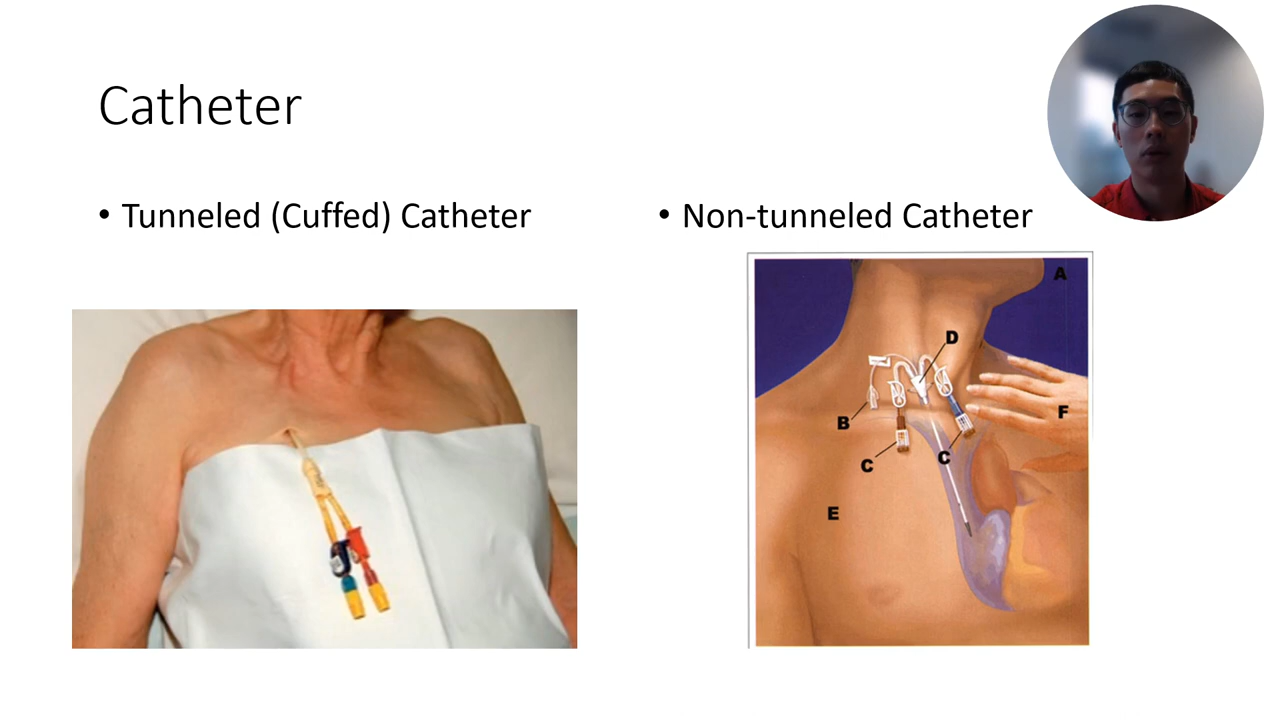 Catheter
• Tunneled (Cuffed) Catheter
• Non-tunneled Catheter
A
D
B
F
C
C
E